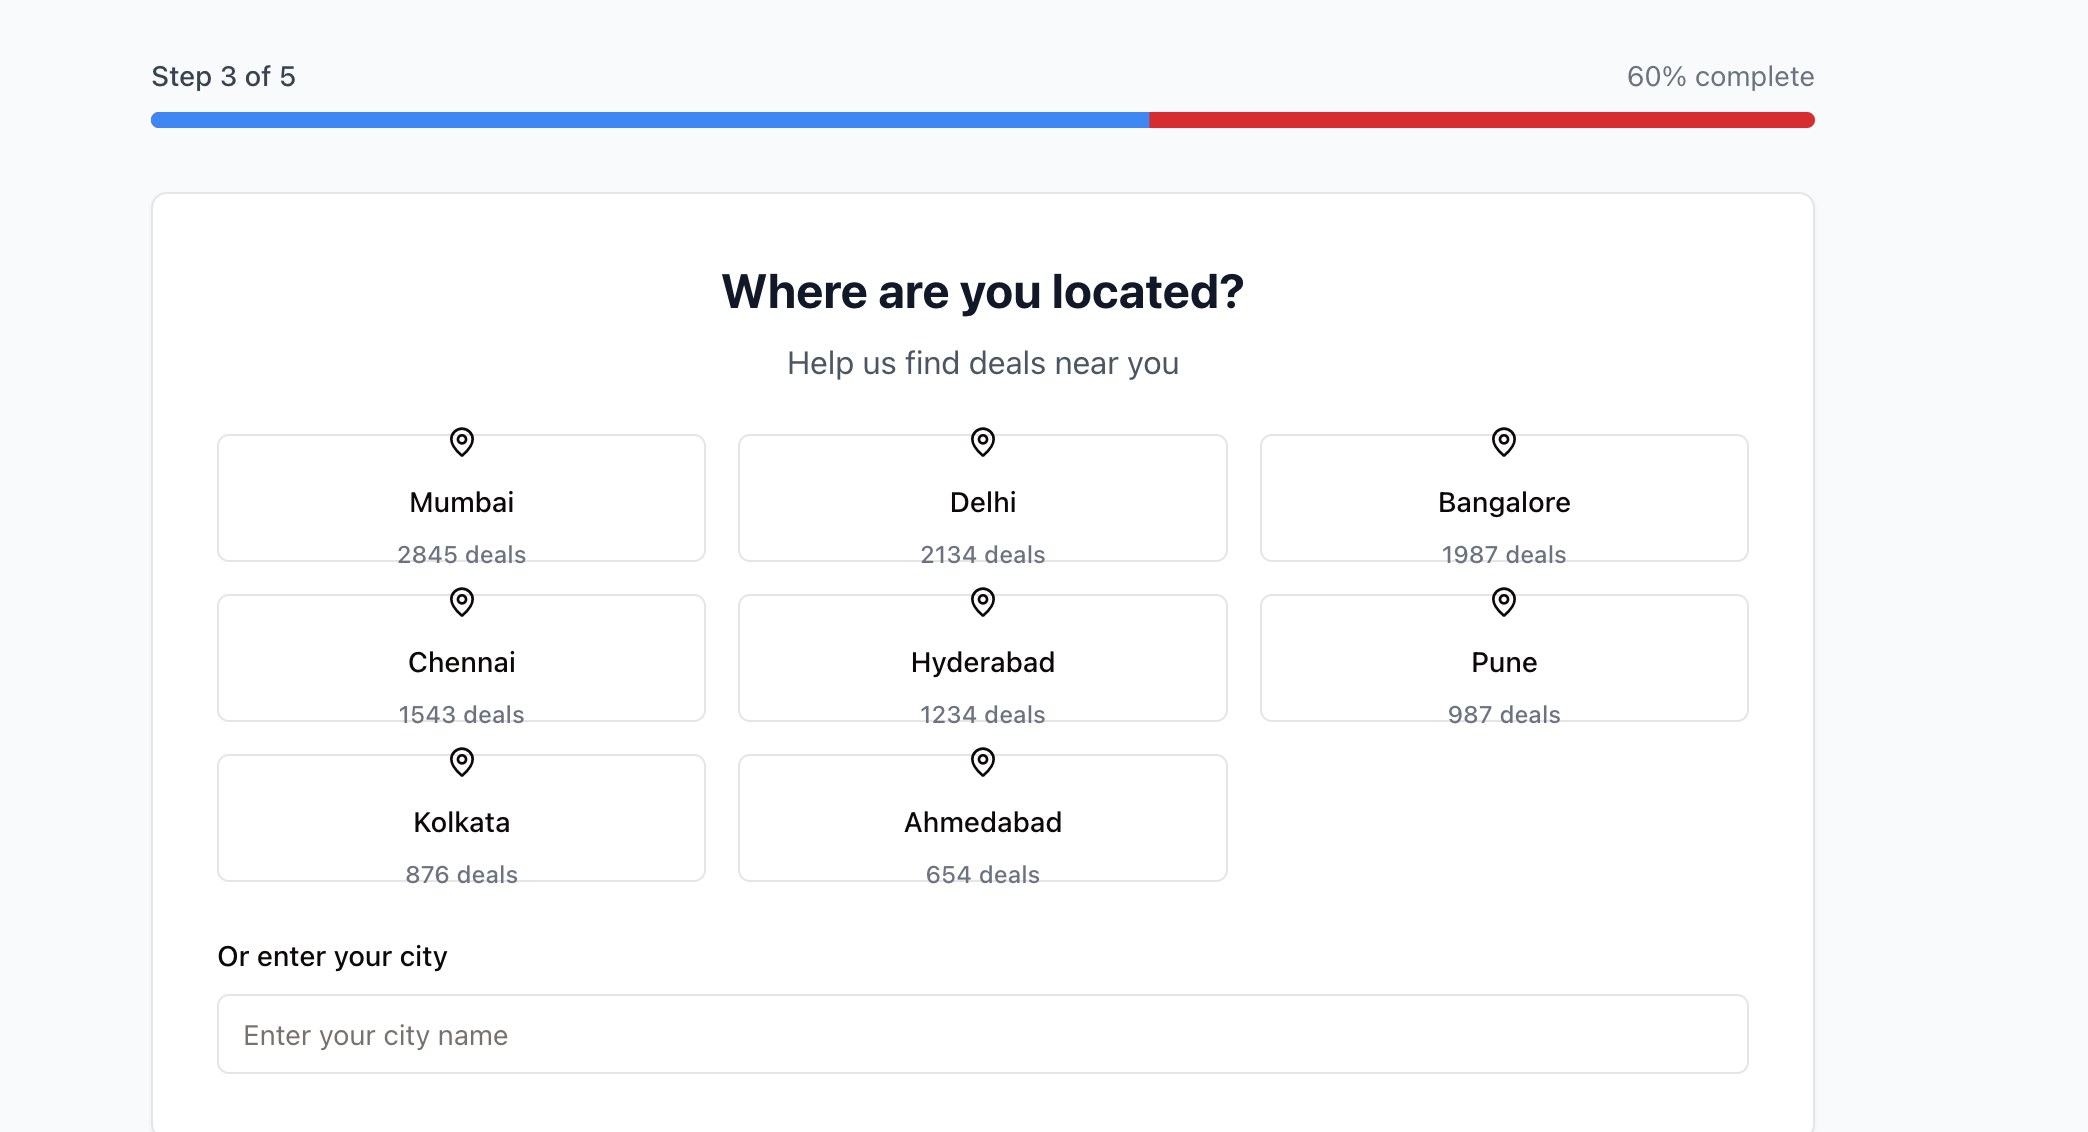 Step 3 of 5
60% complete
Where are you located?
Help us find deals near you
Mumbai
2845 deals
Delhi
2134 deals
Bangalore
1987 deals
Chennai
1543 deals
Hyderabad
1234 deals
Pune
987 deals
Kolkata
876 deals
Ahmedabad
654 deals
Or enter your city
Enter your city name